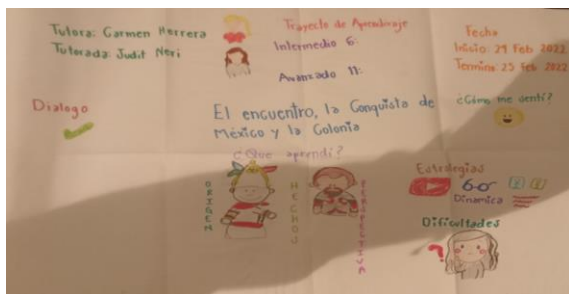 Tutora: Carmen Herrera
Tutorada: Judit Neri
Trayecto de Aprendizaje
Intermedio 6:
Avanzado 11:
Fecha
Inicio: 21 Feb 2022
Termina: 25 Feb 2022
Dialogo
El encuentro, la Conquista de
México y la Colonia
¿Cómo me sentí?
¿Que aprendí?
ORIGEN
HECHOS
PERSPECTIVA
Estrategias
Dinamica
Dificultades
?